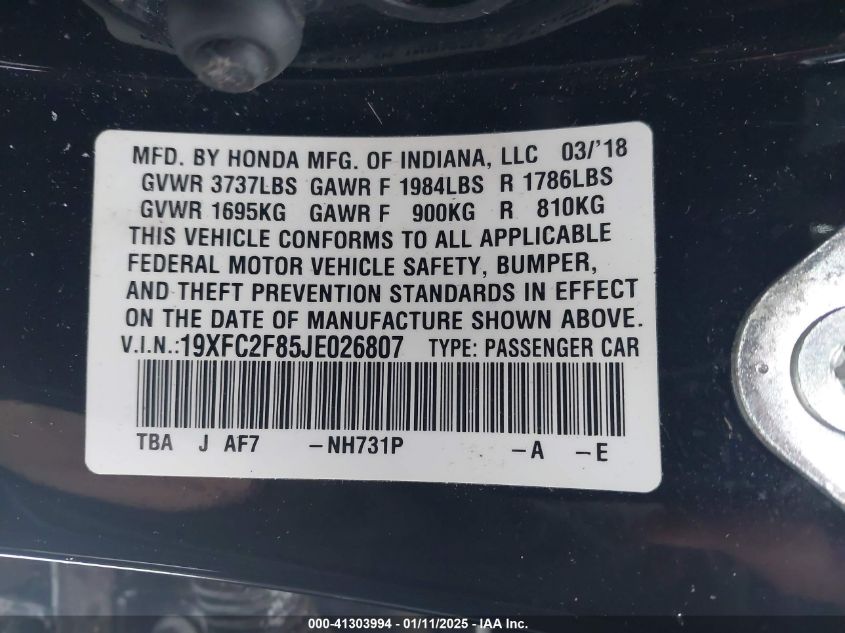 MFD. BY HONDA MFG. OF INDIANA, LLC 03/'18
GVWR 3737LBS GAWR F 1984LBS R 1786LBS
GVWR 1695KG GAWR F 900KG R 810KG
THIS VEHICLE CONFORMS TO ALL APPLICABLE
FEDERAL MOTOR VEHICLE SAFETY, BUMPER,
AND THEFT PREVENTION STANDARDS IN EFFECT
ON THE DATE OF MANUFACTURE SHOWN ABOVE.
V.I.N.:19XFC2F85JE026807 TYPE: PASSENGER CAR
TBA J AF7 -NH731P -A -E
000-41303994 - 01/11/2025 - IAA Inc.